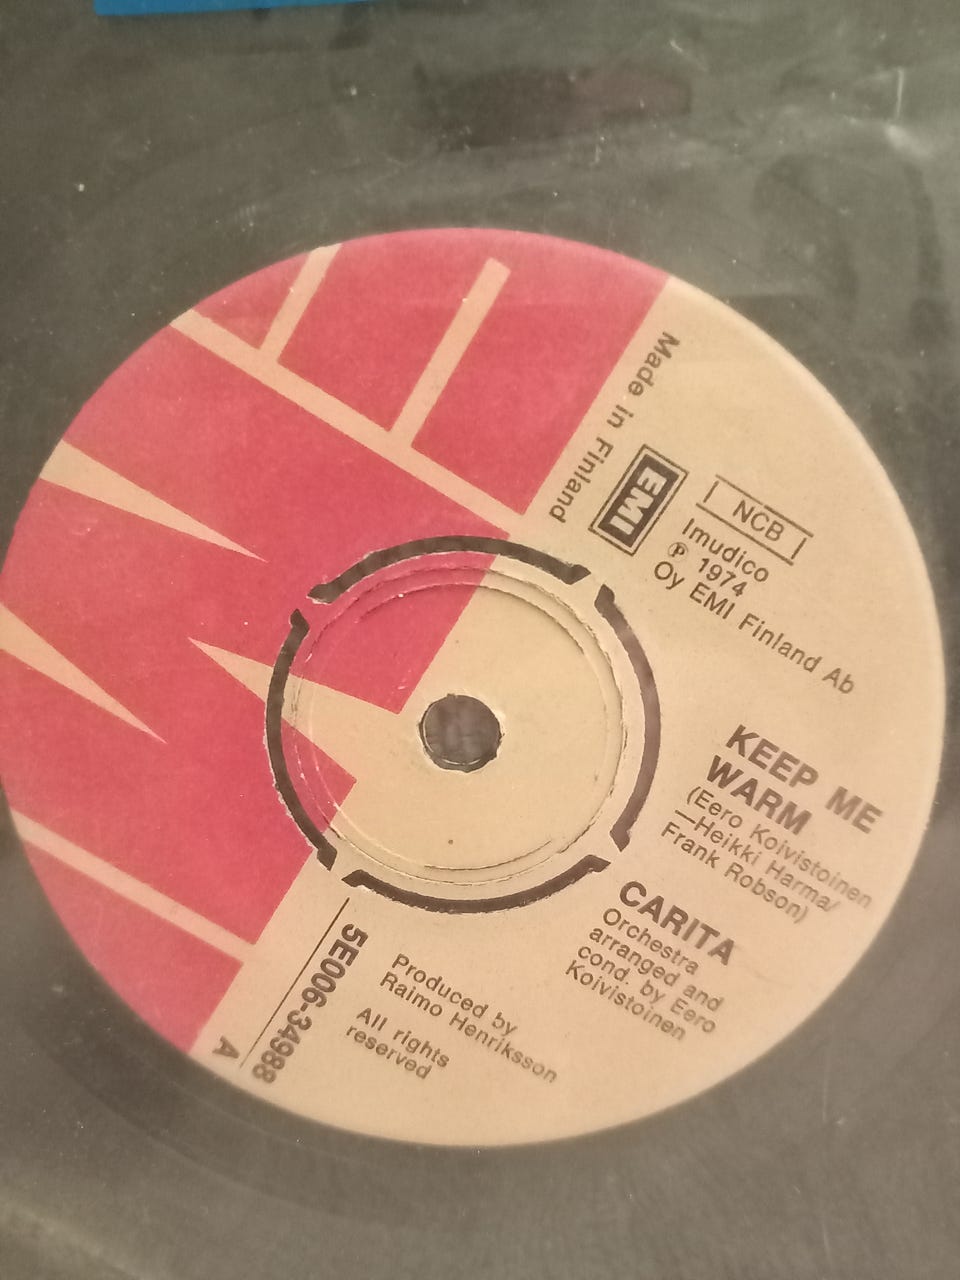 Made in Finland
EMI
NCB
Imudico
℗ 1974
Oy EMI Finland Ab
KEEP ME
WARM
(Eero Koivistoinen
—Heikki Harma/
Frank Robson)
CARITA
Orchestra
arranged and
cond. by Eero
Koivistoinen
Produced by
Raimo Henriksson
All rights
reserved
5E006-34988
A